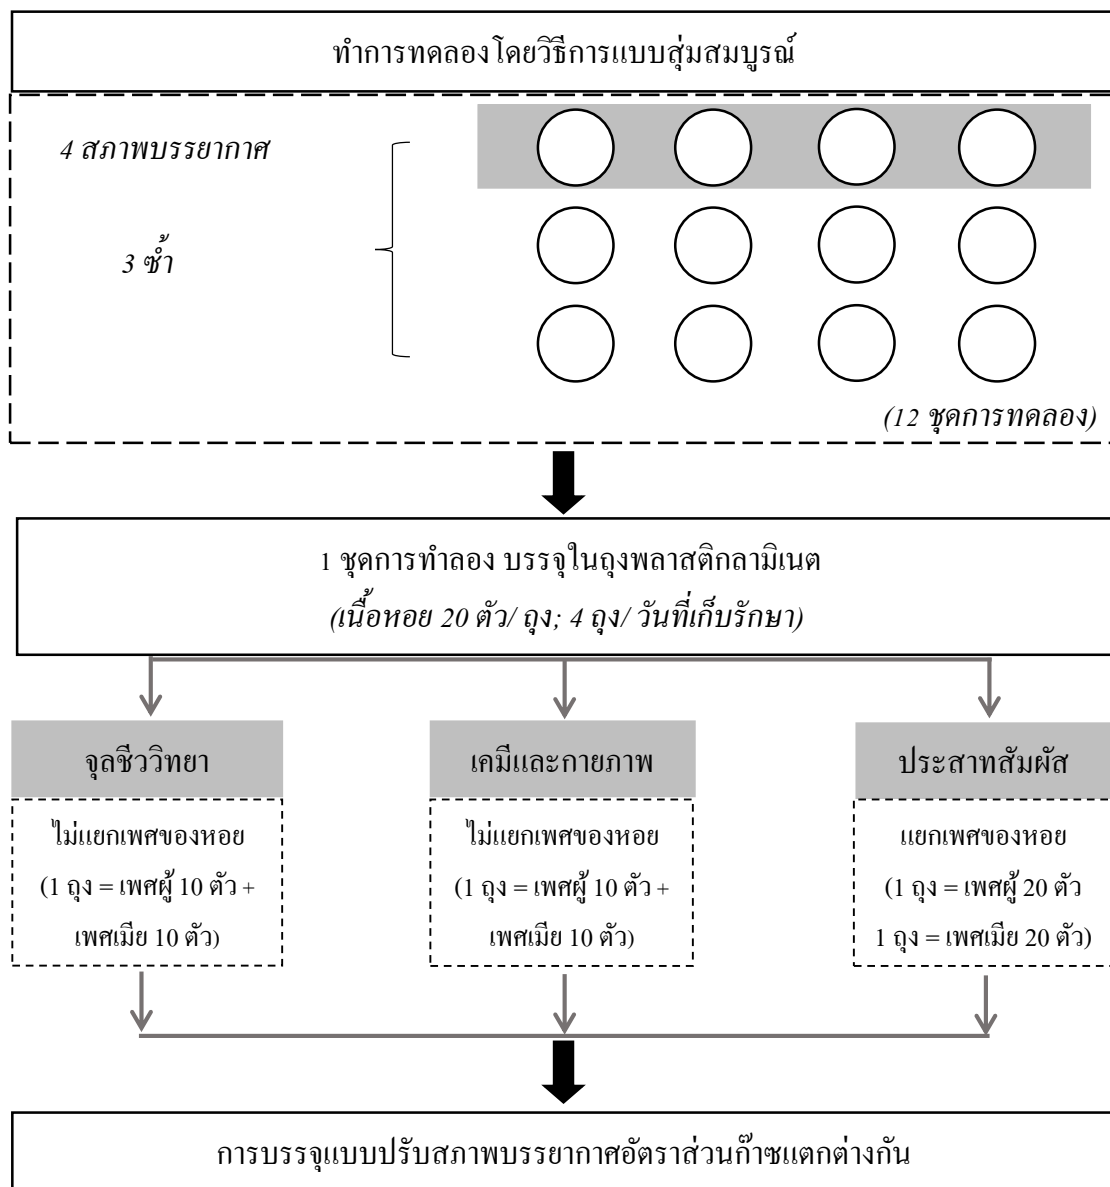 ทำการทดลองโดยวิธีการแบบสุ่มสมบูรณ์
4 สภาพบรรยากาศ
3 ซ้ำ
(12 ชุดการทดลอง)
1 ชุดการทำลอง บรรจุในถุงพลาสติกลามิเนต
(เนื้อหอย 20 ตัว/ ถุง; 4 ถุง/ วันที่เก็บรักษา)
จุลชีววิทยา
ไม่แยกเพศของหอย
(1 ถุง = เพศผู้ 10 ตัว +
เพศเมีย 10 ตัว)
เคมีและกายภาพ
ไม่แยกเพศของหอย
(1 ถุง = เพศผู้ 10 ตัว +
เพศเมีย 10 ตัว)
ประสาทสัมผัส
แยกเพศของหอย
(1 ถุง = เพศผู้ 20 ตัว
1 ถุง = เพศเมีย 20 ตัว)
การบรรจุแบบปรับสภาพบรรยากาศอัตราส่วนก๊าซแตกต่างกัน